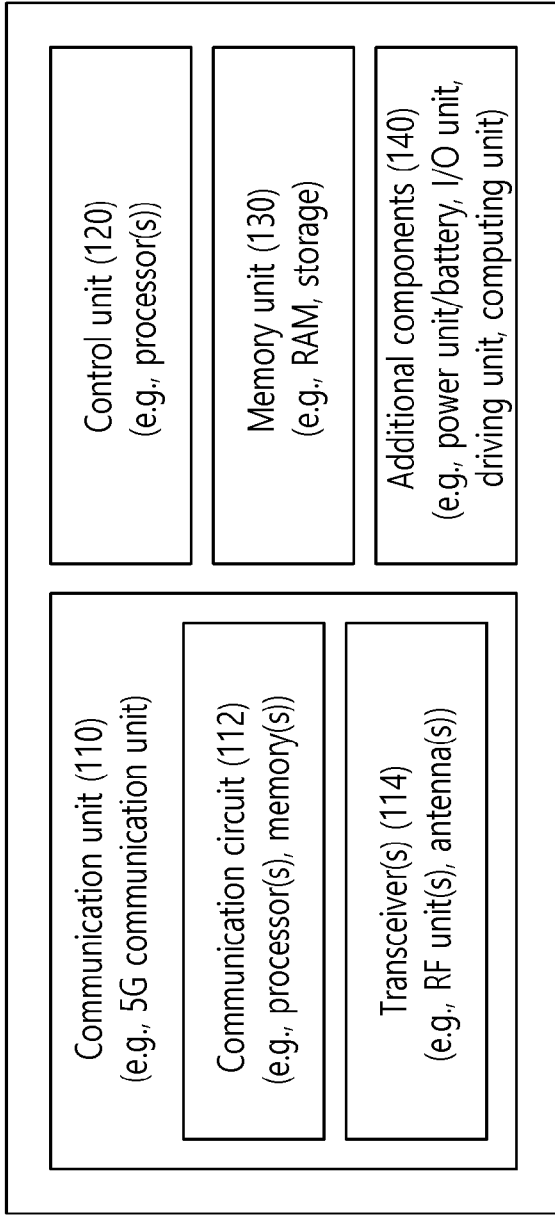 Communication unit (110)
(e.g., 5G communication unit)
Communication circuit (112)
(e.g., processor(s), memory(s))
Transceiver(s) (114)
(e.g., RF unit(s), antenna(s))
Control unit (120)
(e.g., processor(s))
Memory unit (130)
(e.g., RAM, storage)
Additional components (140)
(e.g., power unit/battery, I/O unit,
driving unit, computing unit)